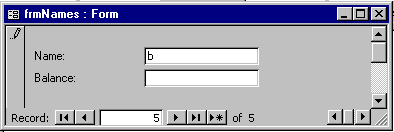 frmNames : Form
Name: b
Balance:
Record: 5 of 5